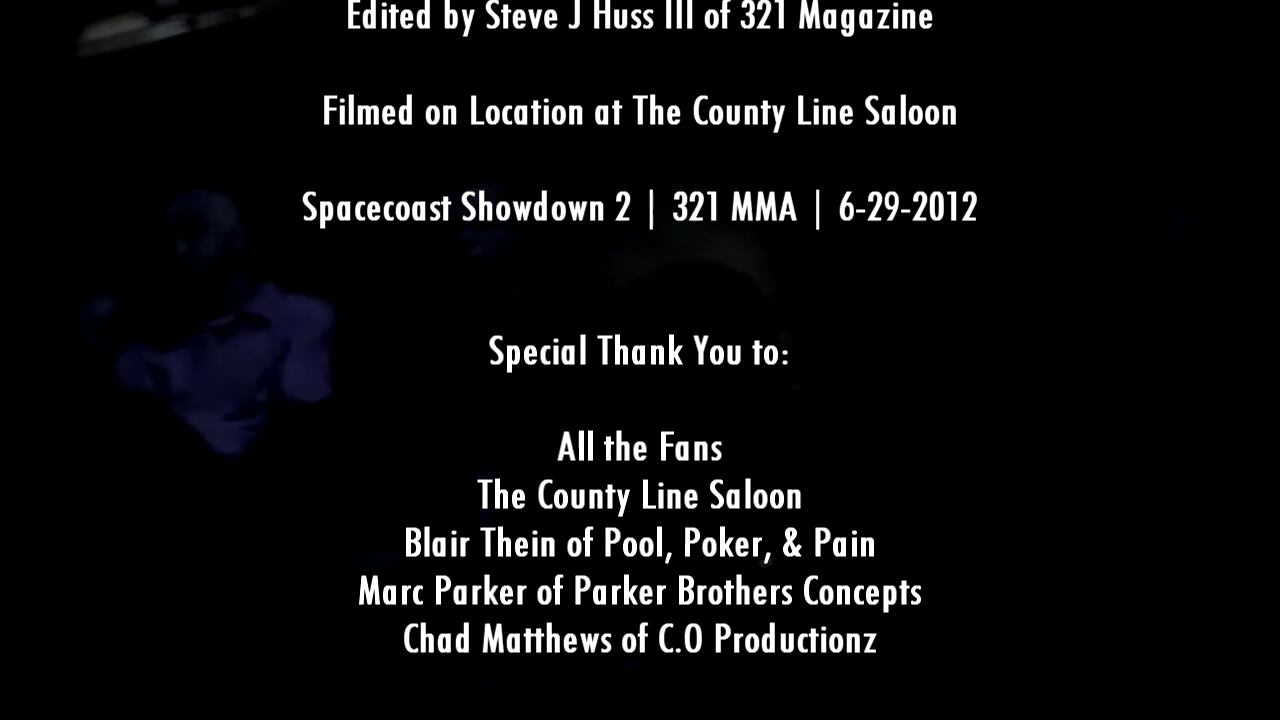 Edited by Steve J Huss III of 321 Magazine
Filmed on Location at The County Line Saloon
Spacecoast Showdown 2 | 321 MMA | 6-29-2012
Special Thank You to:
All the Fans
The County Line Saloon
Blair Thein of Pool, Poker, & Pain
Marc Parker of Parker Brothers Concepts
Chad Matthews of C.O Productionz